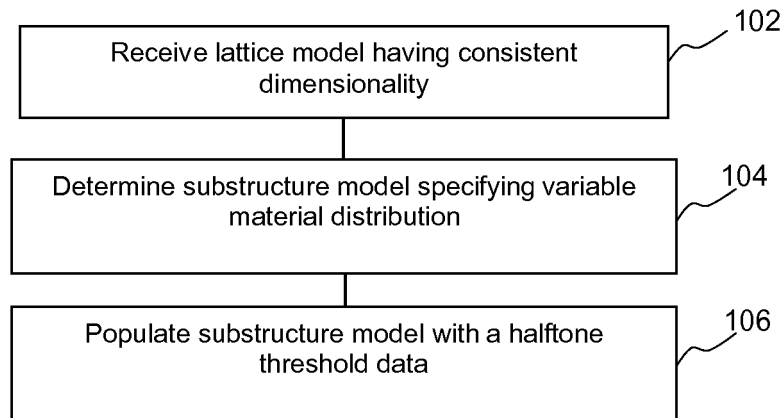 Receive lattice model having consistent
dimensionality
102
Determine substructure model specifying variable
material distribution
104
Populate substructure model with a halftone
threshold data
106